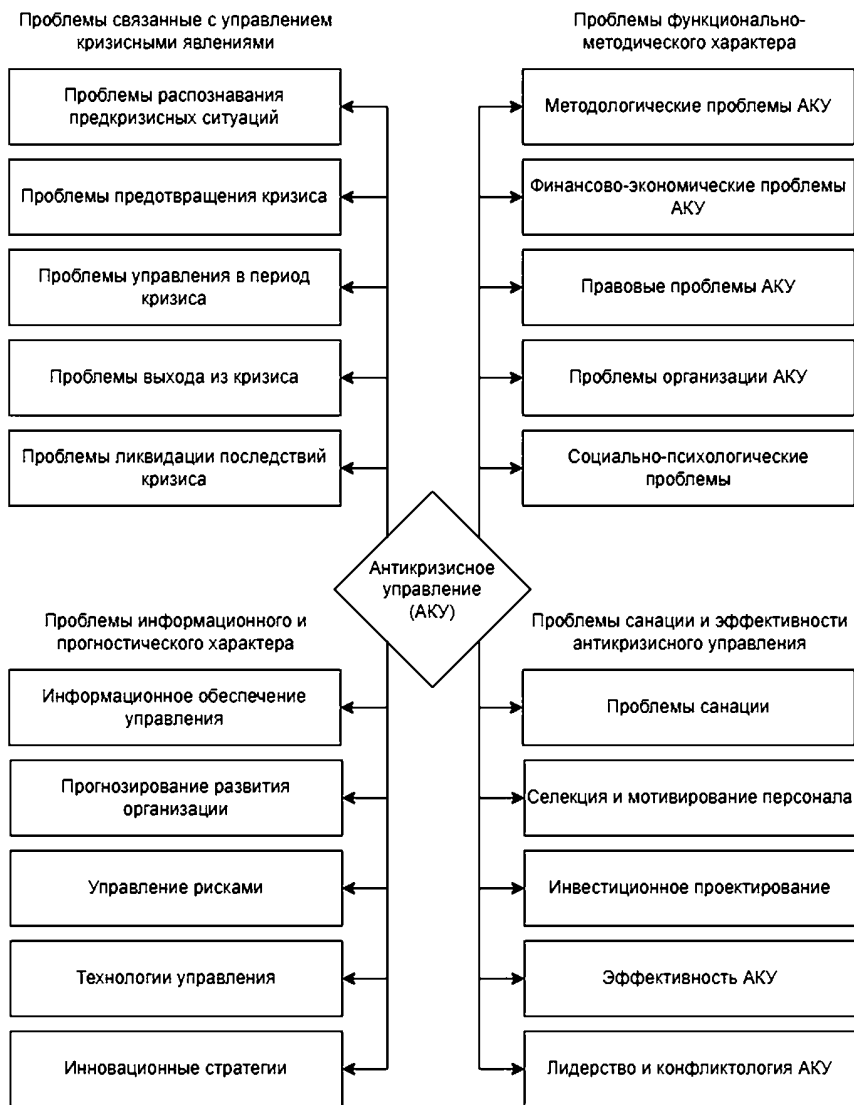 Проблемы связанные с управлением
кризисными явлениями
Проблемы распознавания
предкризисных ситуаций
Проблемы предотвращения кризиса
Проблемы управления в период
кризиса
Проблемы выхода из кризиса
Проблемы ликвидации последствий
кризиса
Проблемы функционально-
методического характера
Методологические проблемы АКУ
Финансово-экономические проблемы
АКУ
Правовые проблемы АКУ
Проблемы организации АКУ
Социально-психологические
проблемы
Антикризисное
управление
(АКУ)
Проблемы информационного и
прогностического характера
Информационное обеспечение
управления
Прогнозирование развития
организации
Управление рисками
Технологии управления
Инновационные стратегии
Проблемы санации и эффективности
антикризисного управления
Проблемы санации
Селекция и мотивирование персонала
Инвестиционное проектирование
Эффективность АКУ
Лидерство и конфликтология АКУ